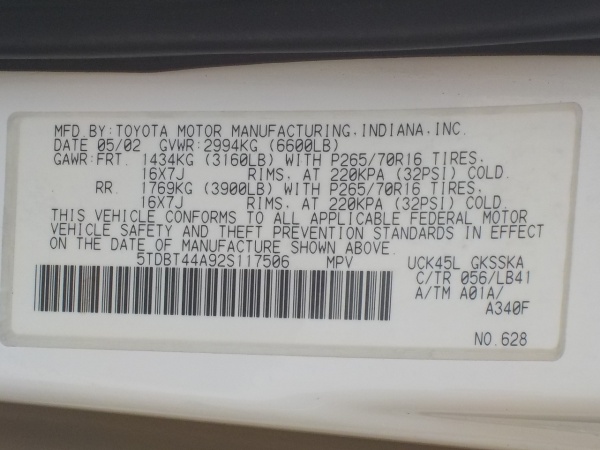 MFD. BY: TOYOTA MOTOR MANUFACTURING, INDIANA, INC.
DATE 05/02 GVWR: 2994KG (6600LB)
GAWR: FRT. 1434KG (3160LB) WITH P265/70R16 TIRES,
16X7J RIMS, AT 220KPA (32PSI) COLD.
RR. 1769KG (3900LB) WITH P265/70R16 TIRES,
16X7J RIMS, AT 220KPA (32PSI) COLD.
THIS VEHICLE CONFORMS TO ALL APPLICABLE FEDERAL MOTOR
VEHICLE SAFETY AND THEFT PREVENTION STANDARDS IN EFFECT
ON THE DATE OF MANUFACTURE SHOWN ABOVE.
5TDBT44A92S117506 MPV UCK45L GKSSKA
C/TR 056/LB41
A/TM A01A/
A340F
NO. 628